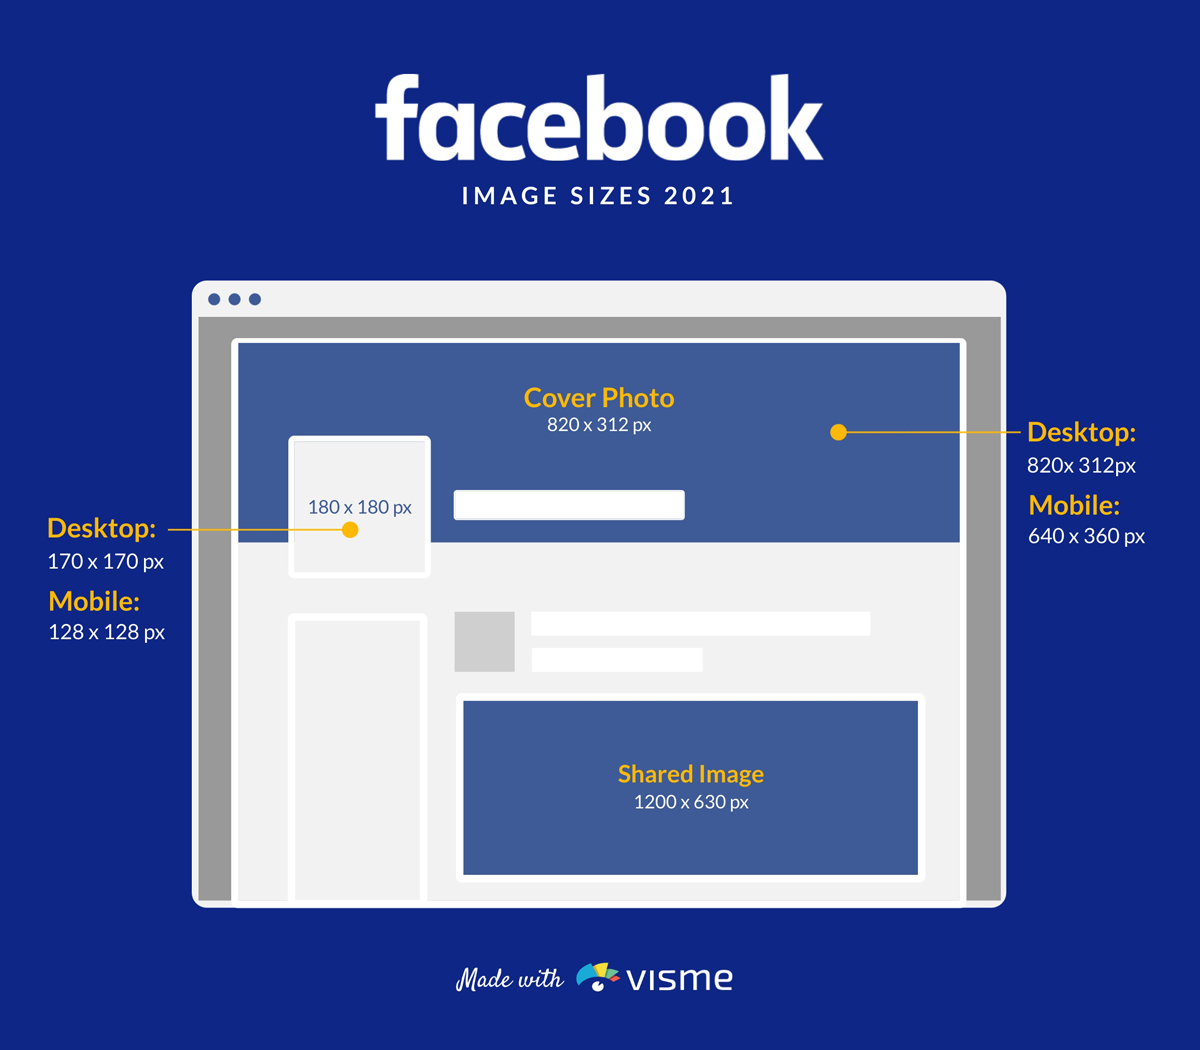 facebook
IMAGE SIZES 2021
Cover Photo
820 x 312 px
180 x 180 px
Desktop:
170 x 170 px
Mobile:
128 x 128 px
Desktop:
820x 312px
Mobile:
640 x 360 px
Shared Image
1200 x 630 px
Made with visme